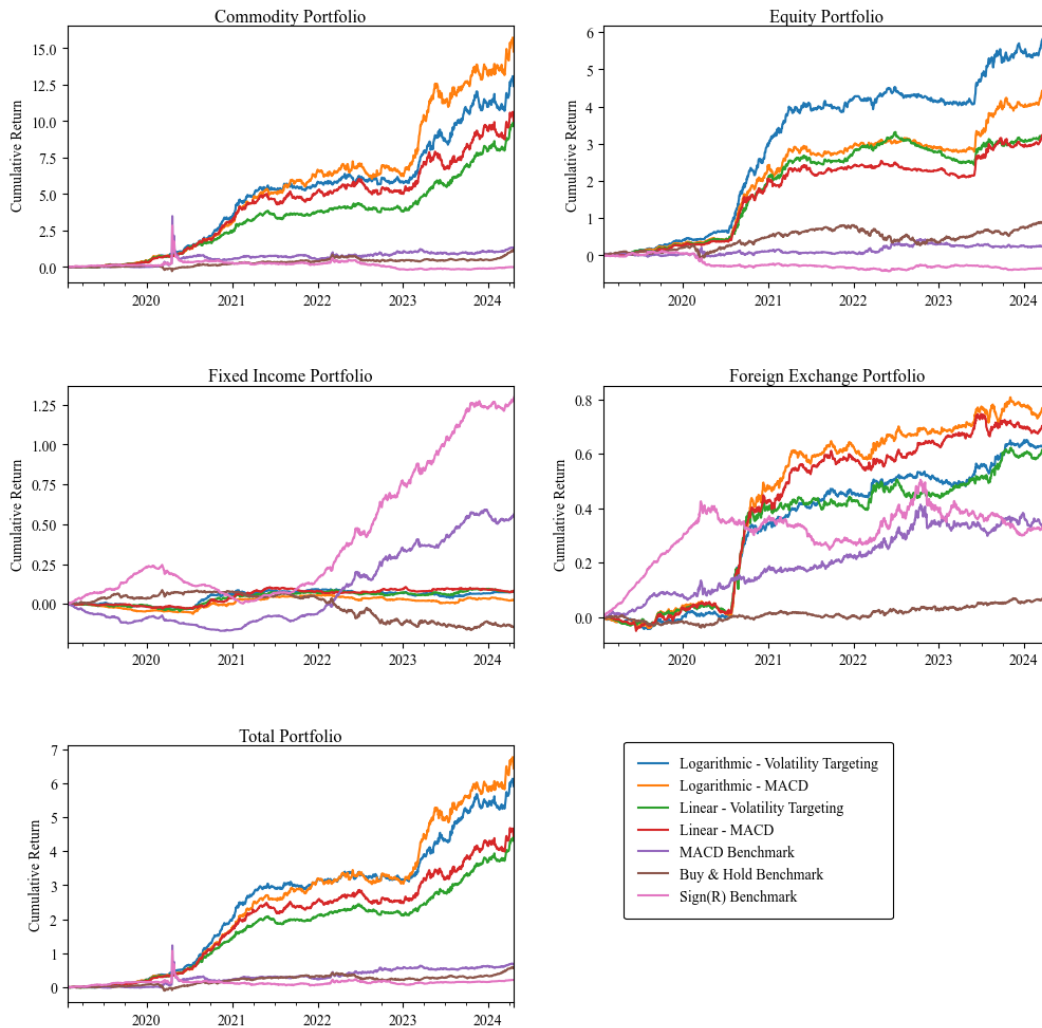 Commodity Portfolio
Cumulative Return
15.0
12.5
10.0
7.5
5.0
2.5
0.0
2020 2021 2022 2023 2024
Equity Portfolio
Cumulative Return
6
5
4
3
2
1
0
2020 2021 2022 2023 2024
Fixed Income Portfolio
Cumulative Return
1.25
1.00
0.75
0.50
0.25
0.00
2020 2021 2022 2023 2024
Foreign Exchange Portfolio
Cumulative Return
0.8
0.6
0.4
0.2
0.0
2020 2021 2022 2023 2024
Total Portfolio
Cumulative Return
7
6
5
4
3
2
1
0
2020 2021 2022 2023 2024
Logarithmic - Volatility Targeting
Logarithmic - MACD
Linear - Volatility Targeting
Linear - MACD
MACD Benchmark
Buy & Hold Benchmark
Sign(R) Benchmark